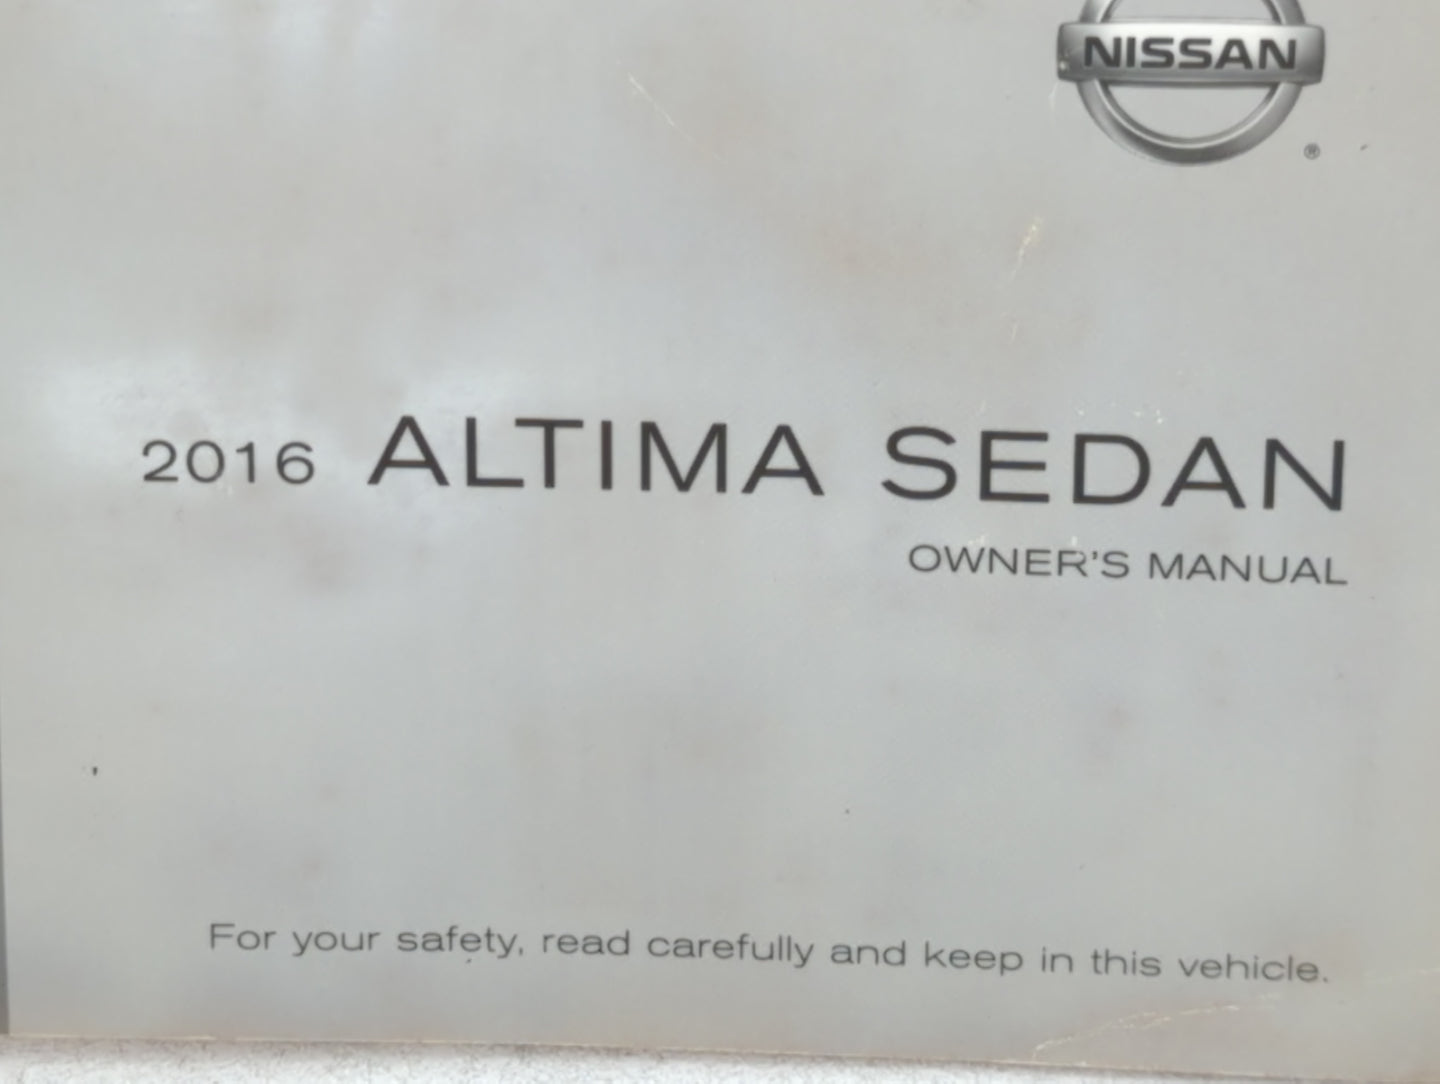 NISSAN
®
2016 ALTIMA SEDAN
OWNER'S MANUAL
For your safety, read carefully and keep in this vehicle.